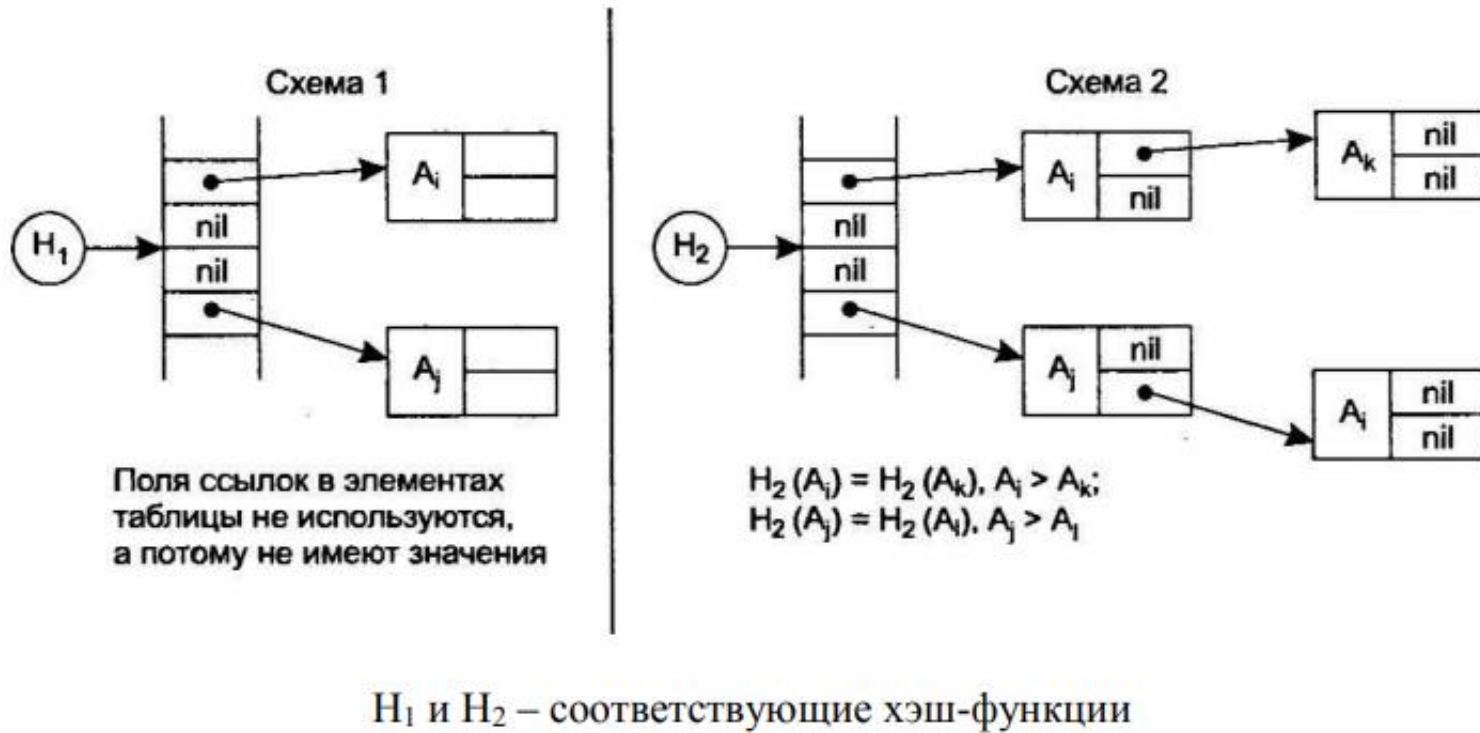 Схема 1
Схема 2
H₁
nil
nil
Aᵢ
Aⱼ
H₂
nil
nil
Aᵢ
nil
Aₖ
nil
nil
Aⱼ
nil
Aₗ
nil
nil
Поля ссылок в элементах
таблицы не используются,
а потому не имеют значения
H₂ (Aᵢ) = H₂ (Aₖ), Aᵢ > Aₖ;
H₂ (Aⱼ) = H₂ (Aₗ), Aⱼ > Aₗ
H₁ и H₂ – соответствующие хэш-функции